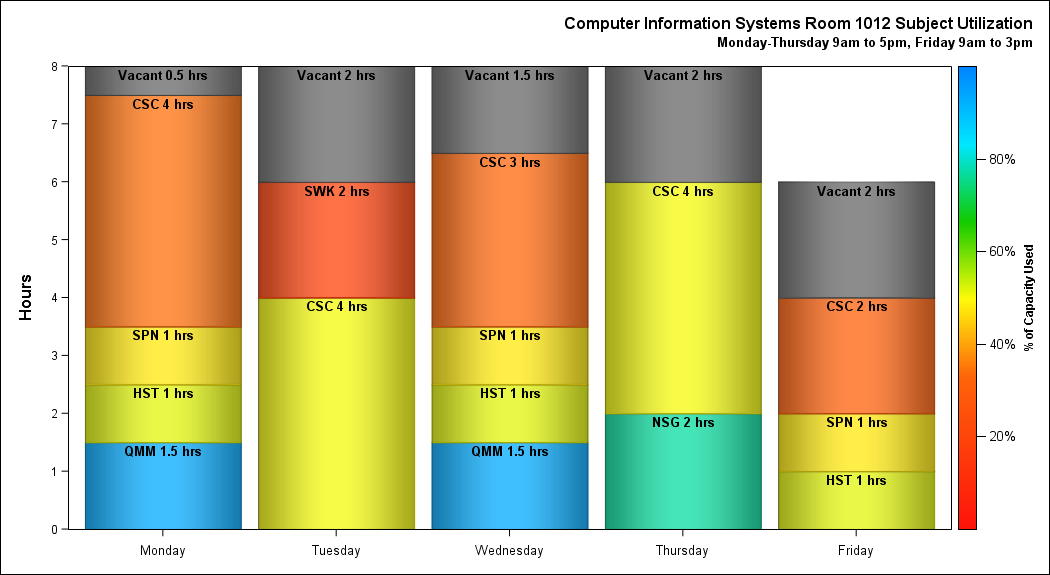 Computer Information Systems Room 1012 Subject Utilization
Monday-Thursday 9am to 5pm, Friday 9am to 3pm
Hours
8
7
6
5
4
3
2
1
0
Vacant 0.5 hrs
CSC 4 hrs
SPN 1 hrs
HST 1 hrs
QMM 1.5 hrs
Monday
Vacant 2 hrs
SWK 2 hrs
CSC 4 hrs
Tuesday
Vacant 1.5 hrs
CSC 3 hrs
SPN 1 hrs
HST 1 hrs
QMM 1.5 hrs
Wednesday
Vacant 2 hrs
CSC 4 hrs
NSG 2 hrs
Thursday
Vacant 2 hrs
CSC 2 hrs
SPN 1 hrs
HST 1 hrs
Friday
80%
60%
40%
20%
% of Capacity Used